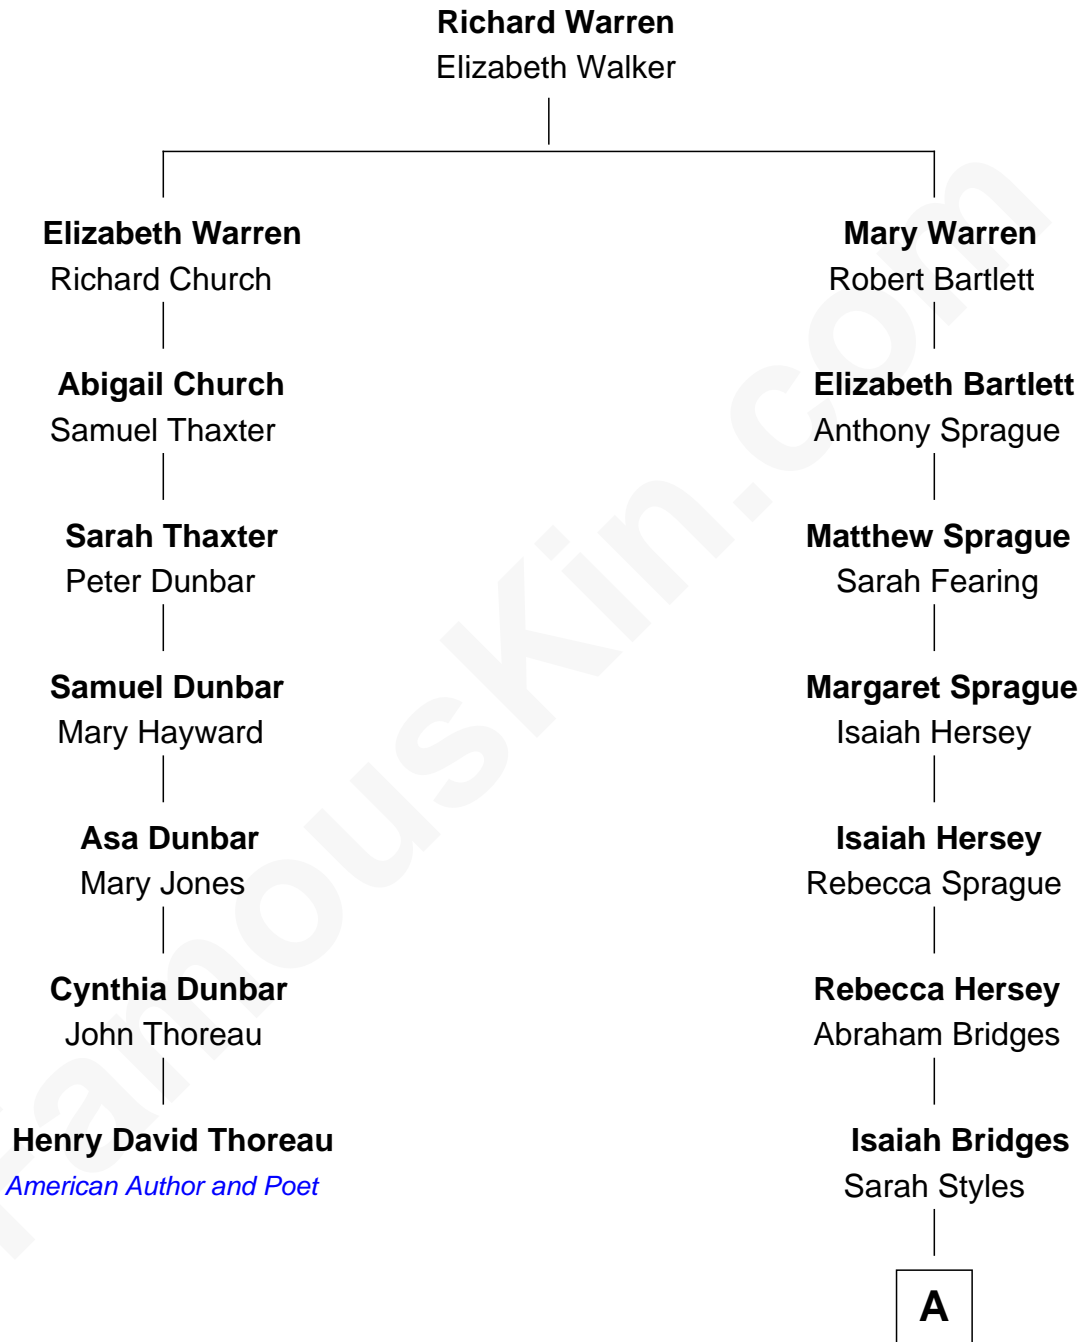 Richard Warren
Elizabeth Walker
Elizabeth Warren
Richard Church
Abigail Church
Samuel Thaxter
Sarah Thaxter
Peter Dunbar
Samuel Dunbar
Mary Hayward
Asa Dunbar
Mary Jones
Cynthia Dunbar
John Thoreau
Henry David Thoreau
American Author and Poet
Mary Warren
Robert Bartlett
Elizabeth Bartlett
Anthony Sprague
Matthew Sprague
Sarah Fearing
Margaret Sprague
Isaiah Hersey
Isaiah Hersey
Rebecca Sprague
Rebecca Hersey
Abraham Bridges
Isaiah Bridges
Sarah Styles
A
FamousKin.com